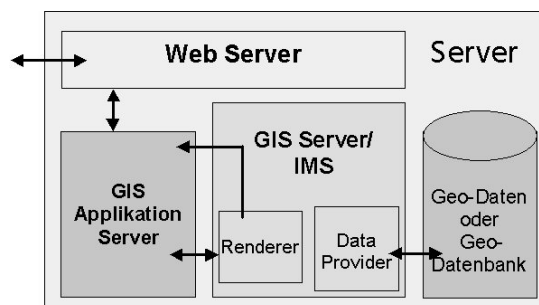 Web Server
Server
GIS Server/
IMS
GIS
Applikation
Server
Renderer
Data
Provider
Geo-Daten
oder
Geo-
Datenbank